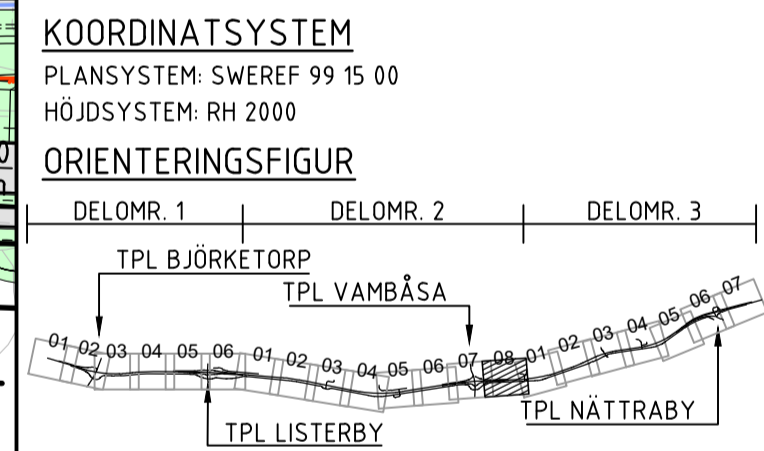 KOORDINATSYSTEM
PLANSYSTEM: SWEREF 99 15 00
HÖJDSYSTEM: RH 2000
ORIENTERINGSFIGUR
DELOMR. 1 DELOMR. 2 DELOMR. 3
TPL BJÖRKETORP
TPL VAMBÅSA
01 02 03 04 05 06 01 02 03 04 05 06 07 08 01 02 03 04 05 06 07
TPL NÄTTRABY
TPL LISTERBY